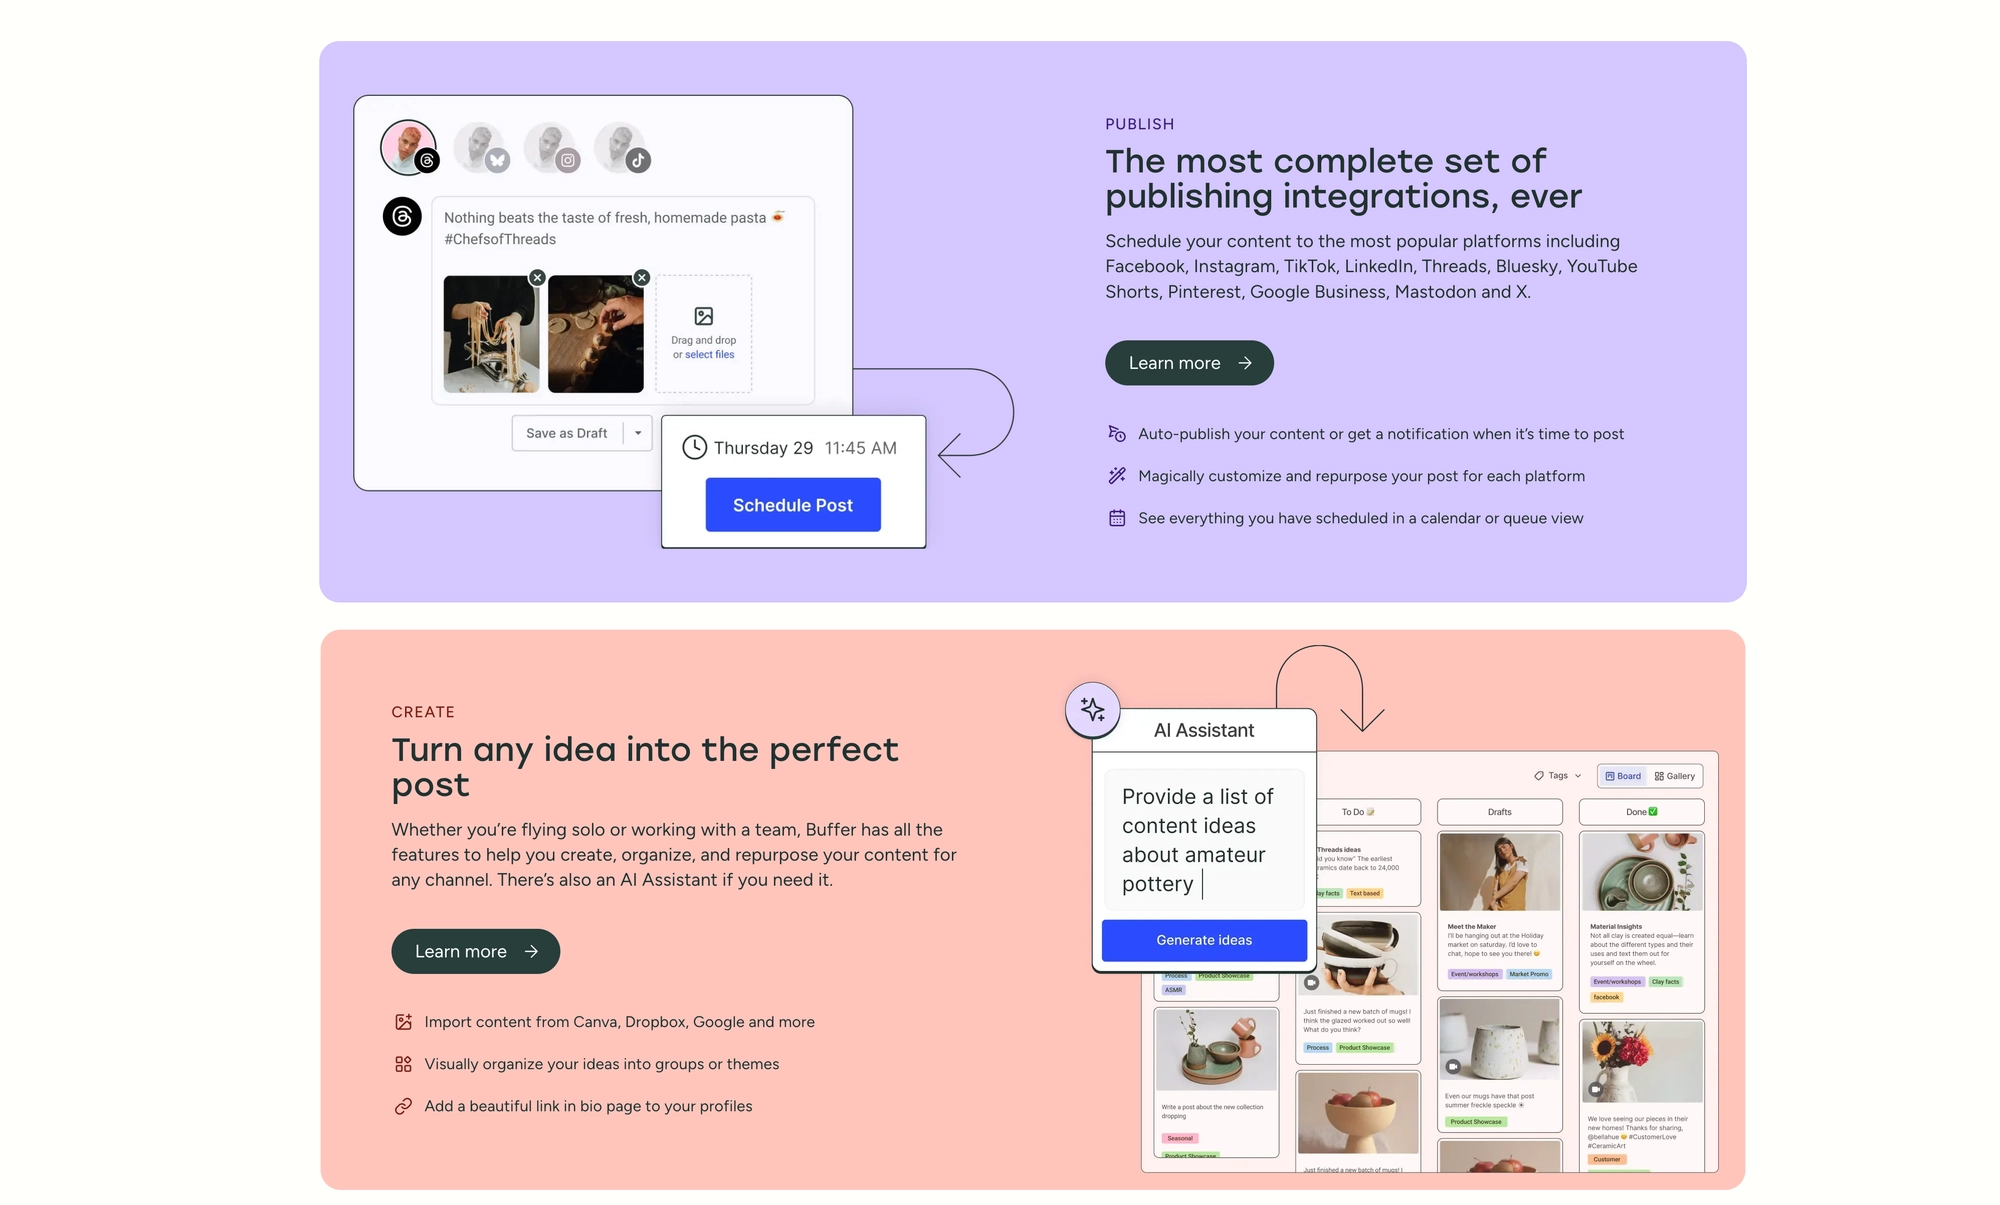 Nothing beats the taste of fresh, homemade pasta 🍝
#ChefsofThreads
Drag and drop
or select files
Save as Draft
Thursday 29 11:45 AM
Schedule Post
PUBLISH
The most complete set of
publishing integrations, ever
Schedule your content to the most popular platforms including
Facebook, Instagram, TikTok, LinkedIn, Threads, Bluesky, YouTube
Shorts, Pinterest, Google Business, Mastodon and X.
Learn more
Auto-publish your content or get a notification when it's time to post
Magically customize and repurpose your post for each platform
See everything you have scheduled in a calendar or queue view
CREATE
Turn any idea into the perfect
post
Whether you're flying solo or working with a team, Buffer has all the
features to help you create, organize, and repurpose your content for
any channel. There's also an AI Assistant if you need it.
Learn more
Import content from Canva, Dropbox, Google and more
Visually organize your ideas into groups or themes
Add a beautiful link in bio page to your profiles
AI Assistant
Provide a list of
content ideas
about amateur
pottery
Generate ideas
Tags
Board
Gallery
Process
Product Showcase
ASMR
Write a post about the new collection
dropping
Seasonal
Product Showcase
To Do 📝
Threads ideas
you know" The earliest
date back to 24,000
facts
Text based
Just finished a new batch of mugs! I
think the glazed worked out so well!
What do you think?
Process
Product Showcase
Just finished a new batch of mugs! I
Drafts
Meet the Maker
I'll be hanging out at the Holiday
market on saturday. I'd love to
chat, hope to see you there! 😊
Event/workshops
Market Promo
Even our mugs have that post
summer freckle speckle ☀
Product Showcase
Done ✅
Material Insights
Not all clay is created equal—learn
about the different types and their
uses and text them out for
yourself on the wheel.
Event/workshops
Clay facts
facebook
We love seeing our pieces in their
new homes! Thanks for sharing,
@bellahue 😊 #CustomerLove
#CeramicArt
Customer